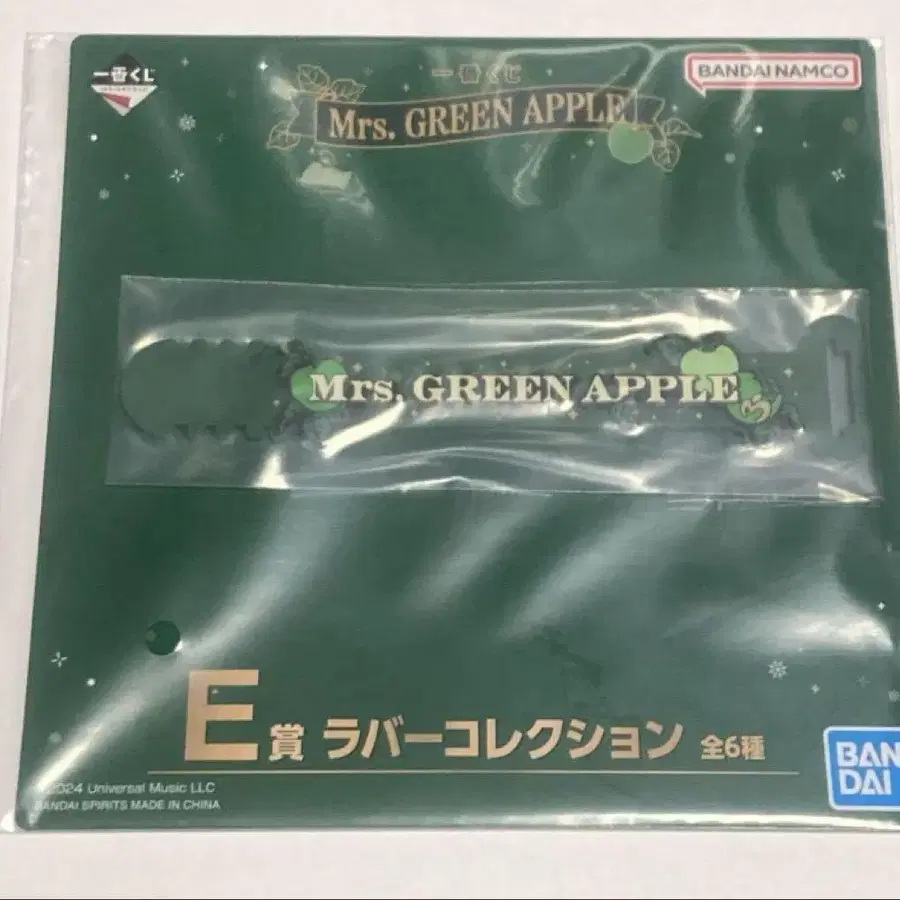 一番くじ
BANDAI NAMCO
一番くじ
Mrs. GREEN APPLE
Mrs. GREEN APPLE
E賞 ラバーコレクション 全6種
2024 Universal Music LLC
BANDAI SPIRITS MADE IN CHINA
BAN
DAI